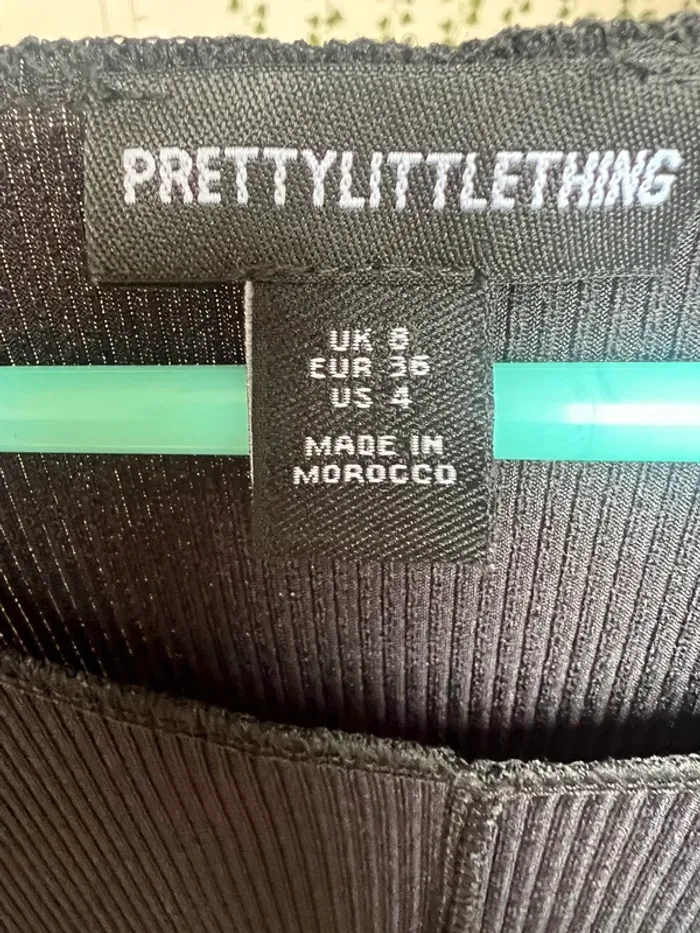 PRETTYLITTLETHING
UK 8
EUR 36
US 4
MADE IN
MOROCCO